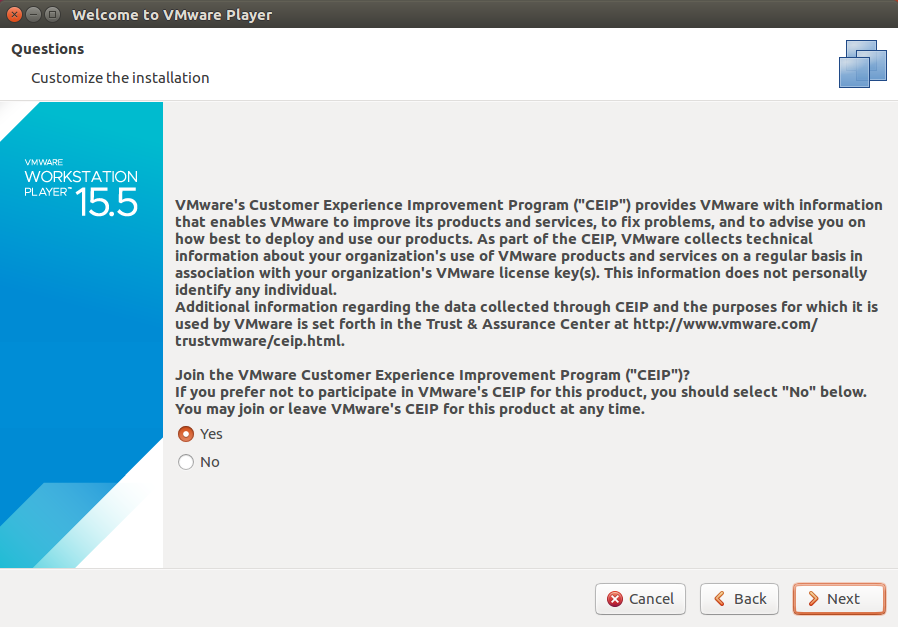 Welcome to VMware Player
Questions
Customize the installation
VMWARE
WORKSTATION
PLAYER™ 15.5
VMware's Customer Experience Improvement Program ("CEIP") provides VMware with information
that enables VMware to improve its products and services, to fix problems, and to advise you on
how best to deploy and use our products. As part of the CEIP, VMware collects technical
information about your organization's use of VMware products and services on a regular basis in
association with your organization's VMware license key(s). This information does not personally
identify any individual.
Additional information regarding the data collected through CEIP and the purposes for which it is
used by VMware is set forth in the Trust & Assurance Center at http://www.vmware.com/
trustvmware/ceip.html.
Join the VMware Customer Experience Improvement Program ("CEIP")?
If you prefer not to participate in VMware's CEIP for this product, you should select "No" below.
You may join or leave VMware's CEIP for this product at any time.
Yes
No
Cancel Back Next